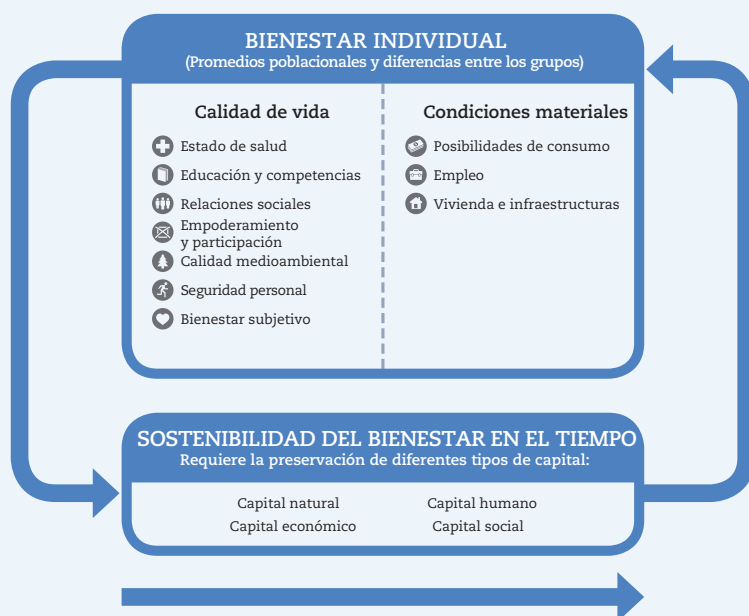 BIENESTAR INDIVIDUAL
(Promedios poblacionales y diferencias entre los grupos)
Calidad de vida
Estado de salud
Educación y competencias
Relaciones sociales
Empoderamiento
y participación
Calidad medioambiental
Seguridad personal
Bienestar subjetivo
Condiciones materiales
Posibilidades de consumo
Empleo
Vivienda e infraestructuras
SOSTENIBILIDAD DEL BIENESTAR EN EL TIEMPO
Requiere la preservación de diferentes tipos de capital:
Capital natural
Capital humano
Capital económico
Capital social